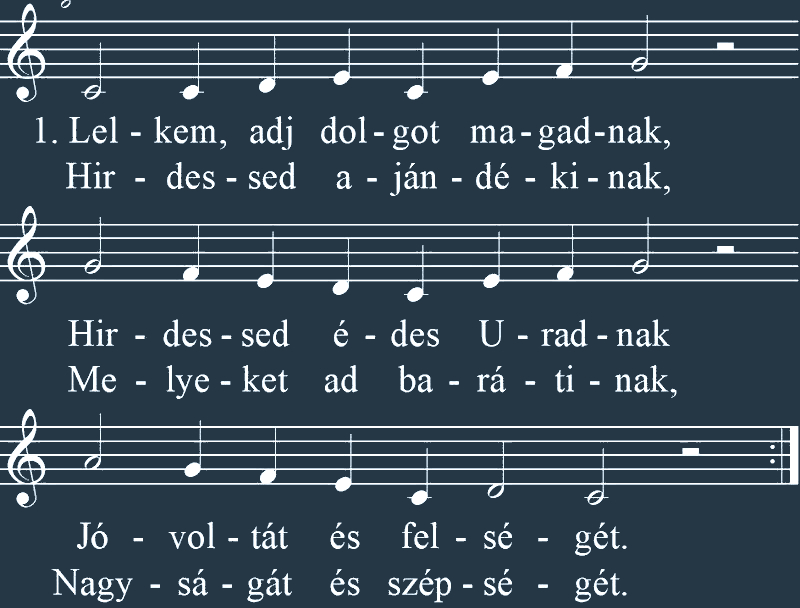 1. Lel - kem, adj dol - got ma - gad - nak,
Hir - des - sed a - ján - dé - ki - nak,
Hir - des - sed é - des U - rad - nak
Me - lye - ket ad ba - rá - ti - nak,
Jó - vol - tát és fel - sé - gét.
Nagy - sá - gát és szép - sé - gét.